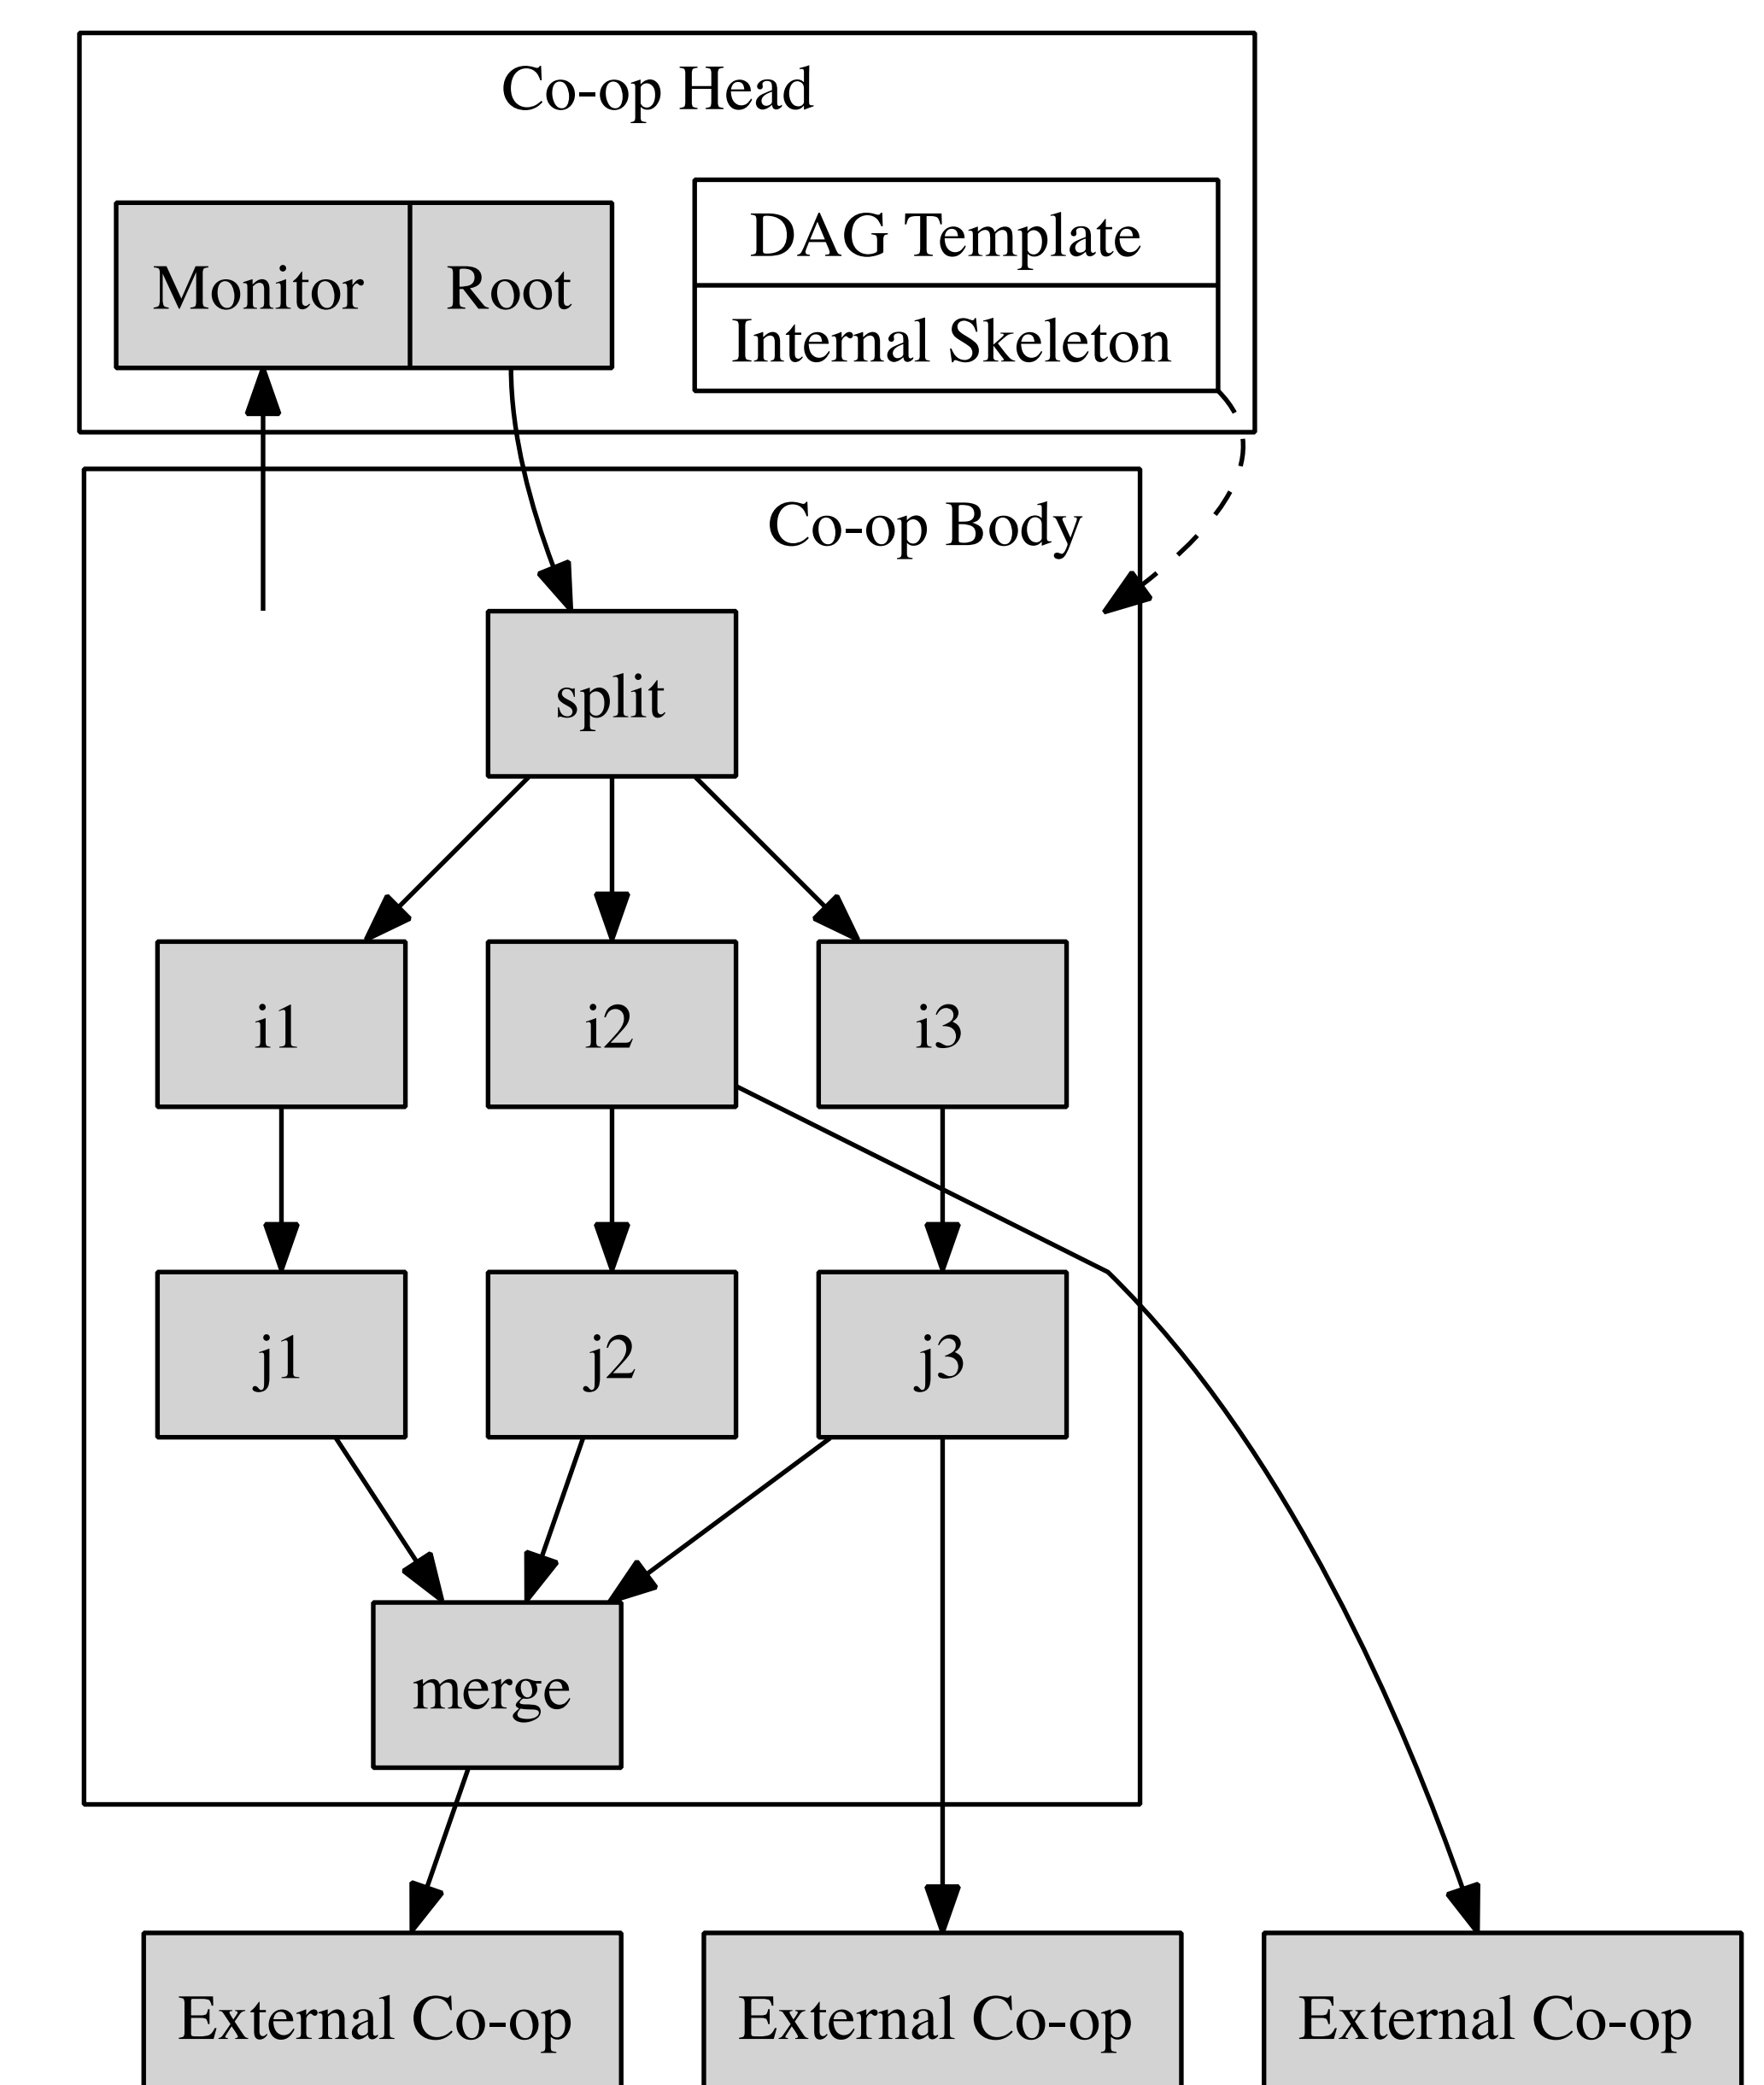 Co-op Head
Monitor
Root
DAG Template
Internal Skeleton
Co-op Body
split
i1
i2
i3
j1
j2
j3
merge
External Co-op
External Co-op
External Co-op